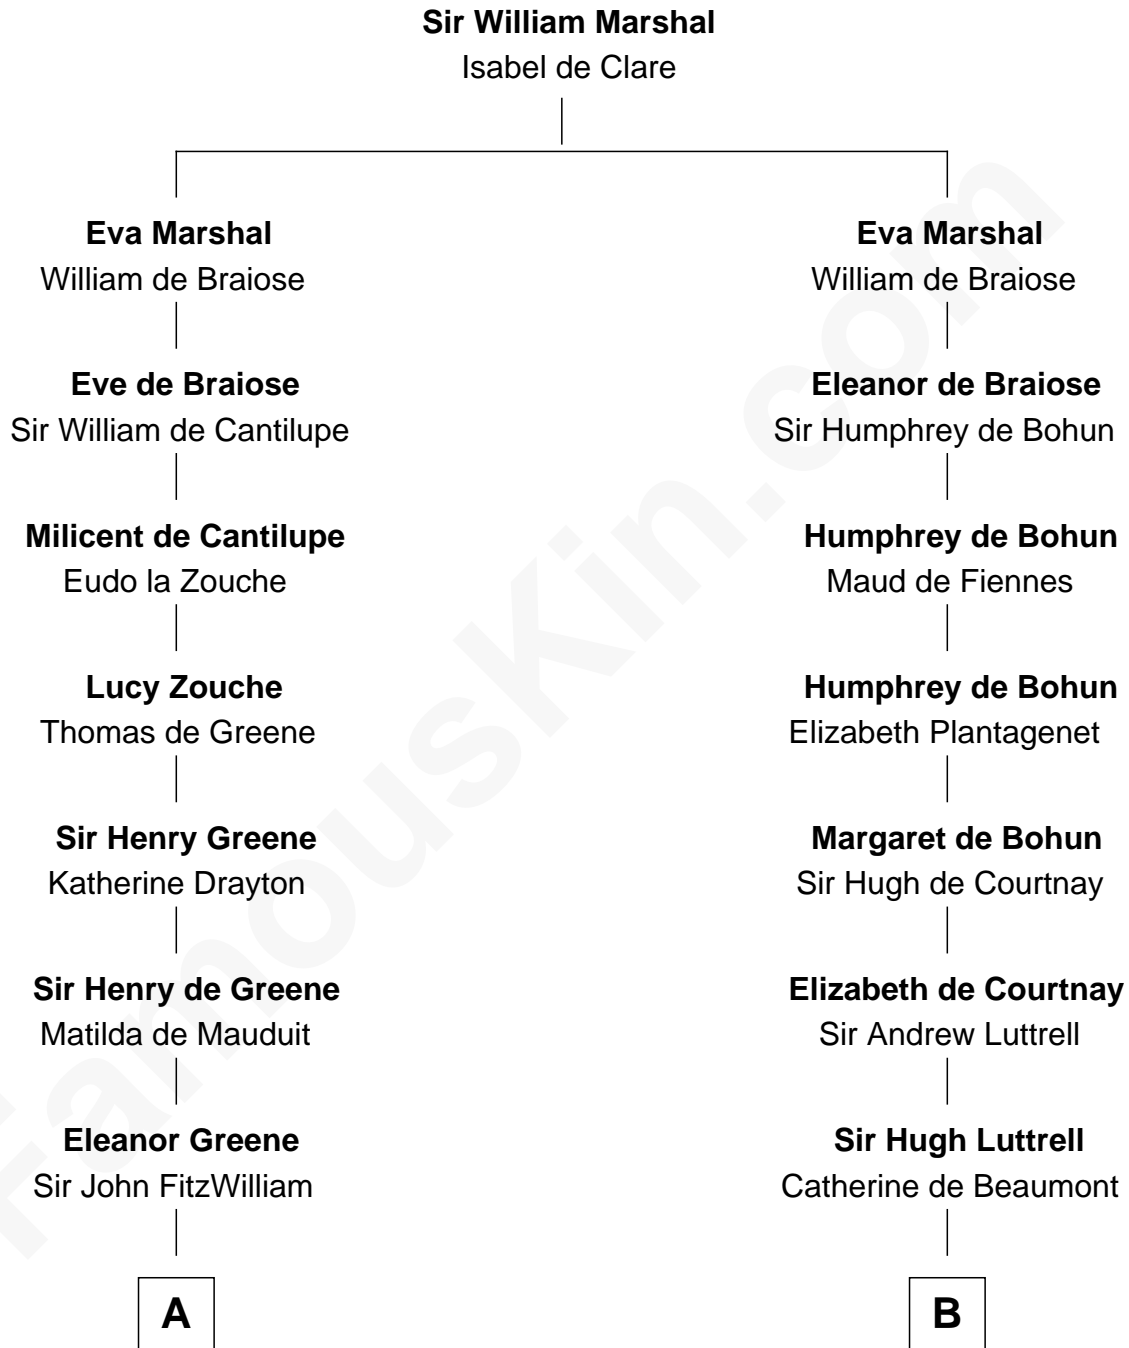 Sir William Marshal
Isabel de Clare
Eva Marshal
William de Braiose
Eve de Braiose
Sir William de Cantilupe
Milicent de Cantilupe
Eudo la Zouche
Lucy Zouche
Thomas de Greene
Sir Henry Greene
Katherine Drayton
Sir Henry de Greene
Matilda de Mauduit
Eleanor Greene
Sir John FitzWilliam
A
Eva Marshal
William de Braiose
Eleanor de Braiose
Sir Humphrey de Bohun
Humphrey de Bohun
Maud de Fiennes
Humphrey de Bohun
Elizabeth Plantagenet
Margaret de Bohun
Sir Hugh de Courtnay
Elizabeth de Courtnay
Sir Andrew Luttrell
Sir Hugh Luttrell
Catherine de Beaumont
B
FamousKin.com